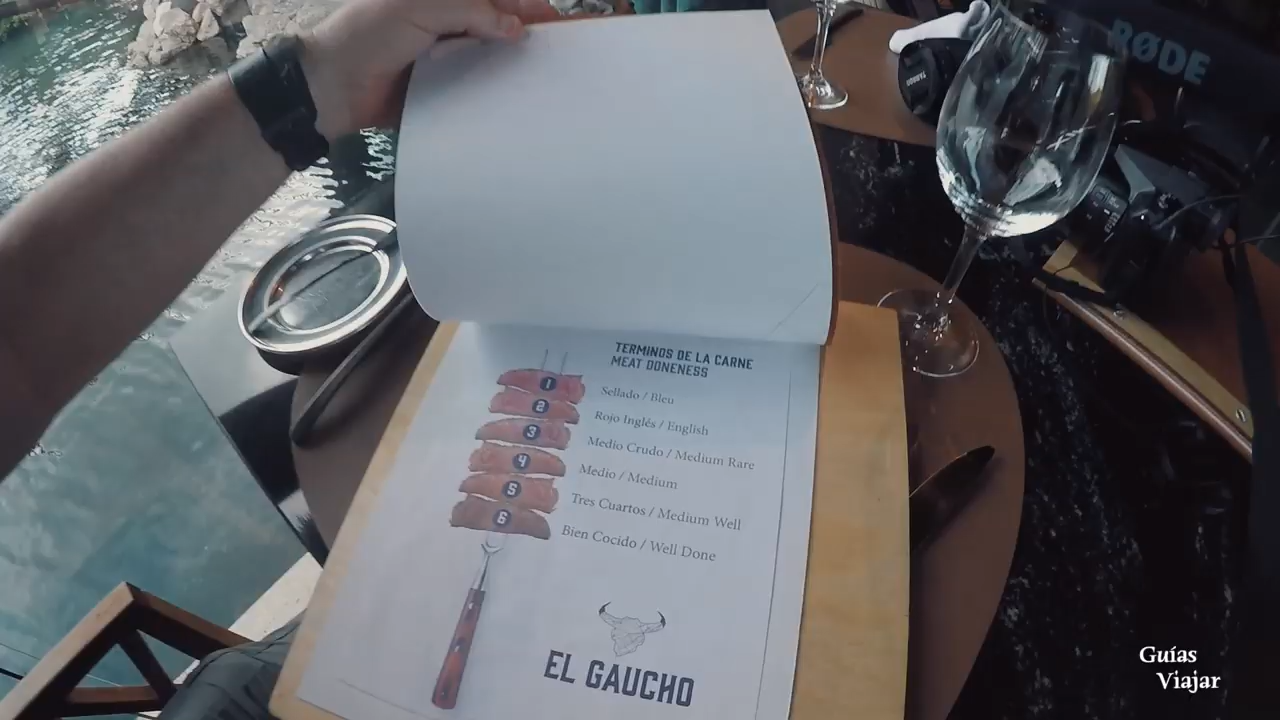 RØDE
TAMRON
TERMINOS DE LA CARNE
MEAT DONENESS
1 Sellado / Bleu
2 Rojo Inglés / English
3 Medio Crudo / Medium Rare
4 Medio / Medium
5 Tres Cuartos / Medium Well
6 Bien Cocido / Well Done
EL GAUCHO
Guías
Viajar